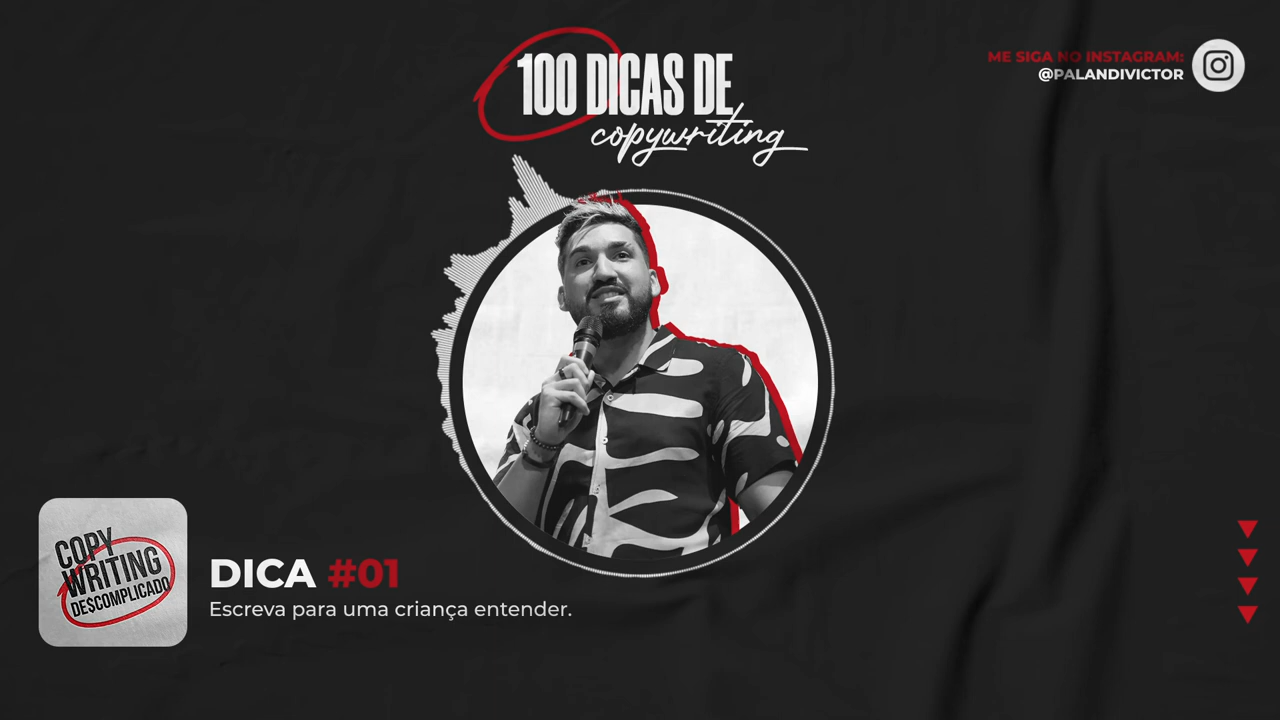 100 DICAS DE
copywriting
ME SIGA NO INSTAGRAM:
@PALANDIVICTOR
COPY
WRITING
DESCOMPLICADO
DICA #01
Escreva para uma criança entender.